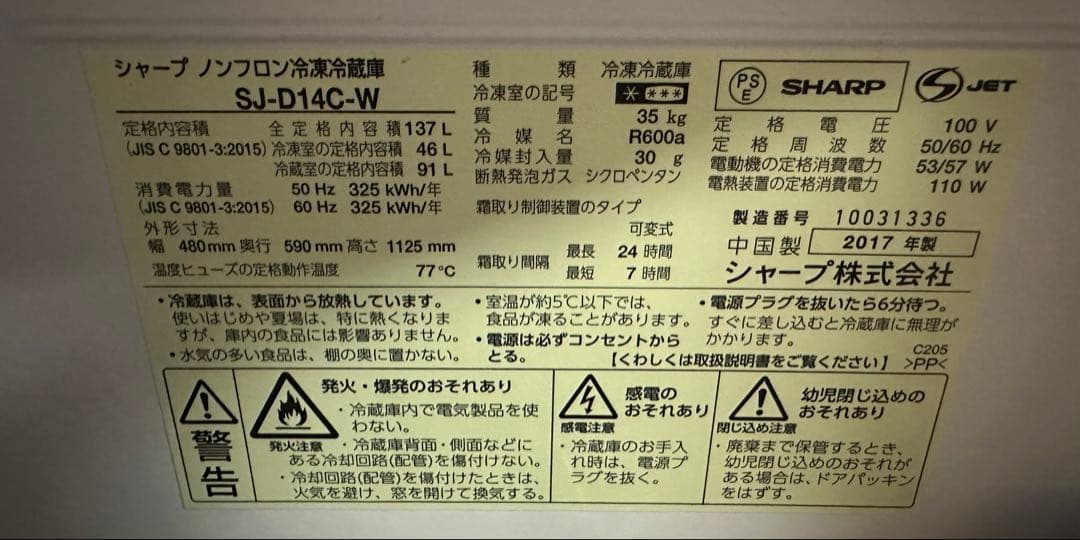 シャープ ノンフロン冷凍冷蔵庫
SJ-D14C-W
定格内容積 全定格内容積 137 L
(JIS C 9801-3:2015) 冷凍室の定格内容積 46 L
冷蔵室の定格内容積 91 L
消費電力量 50 Hz 325 kWh/年
(JIS C 9801-3:2015) 60 Hz 325 kWh/年
外形寸法
幅 480mm 奥行 590mm 高さ 1125 mm
温度ヒューズの定格動作温度 77℃
種類 冷凍冷蔵庫
冷凍室の記号 * ***
質量 35 kg
冷媒名 R600a
冷媒封入量 30 g
断熱発泡ガス シクロペンタン
霜取り制御装置のタイプ
可変式
霜取り間隔 最長 24 時間
最短 7 時間
PSE SHARP S JET
定格電圧 100 V
定格周波数 50/60 Hz
電動機の定格消費電力 53/57 W
電熱装置の定格消費電力 110 W
製造番号 10031336
中国製 2017 年製
シャープ株式会社
・冷蔵庫は、表面から放熱しています。
使いはじめや夏場は、特に熱くなりま
すが、庫内の食品には影響ありません。
・水気の多い食品は、棚の奥に置かない。
・室温が約5℃以下では、
食品が凍ることがあります。
・電源は必ずコンセントから
とる。
・電源プラグを抜いたら6分待つ。
すぐに差し込むと冷蔵庫に無理が
かかります。
【くわしくは取扱説明書をご覧ください】
C205
>PP<
警告
発火・爆発のおそれあり
発火注意
・冷蔵庫内で電気製品を使
わない。
・冷蔵庫背面・側面などに
ある冷却回路(配管)を傷付けない。
・冷却回路(配管)を傷付けたときは、
火気を避け、窓を開けて換気する。
感電の
おそれあり
感電注意
・冷蔵庫のお手入
れ時は、電源プ
ラグを抜く。
幼児閉じ込めの
おそれあり
閉じ込め注意
・廃棄まで保管するとき、
幼児閉じ込めのおそれが
ある場合は、ドアパッキン
をはずす。